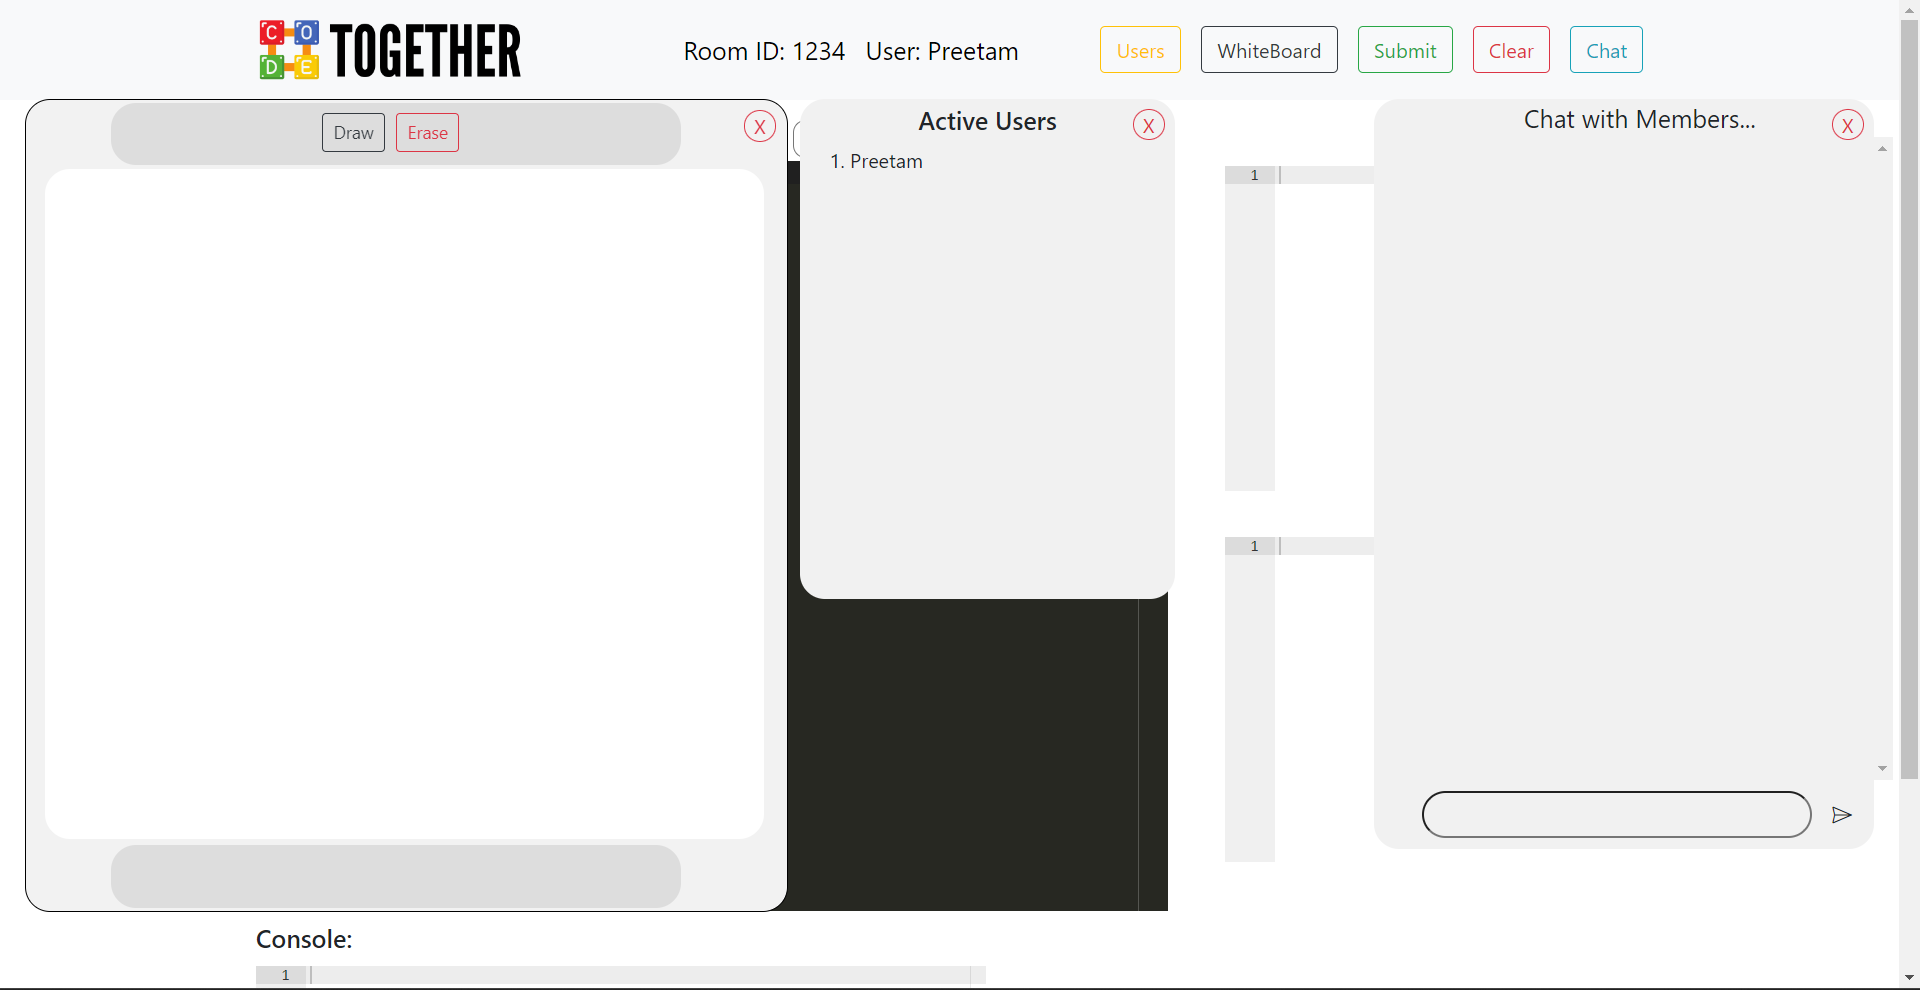 CODE TOGETHER
Room ID: 1234 User: Preetam
Users
WhiteBoard
Submit
Clear
Chat
Draw
Erase
X
Active Users
X
1. Preetam
Chat with Members...
X
1
1
Console:
1